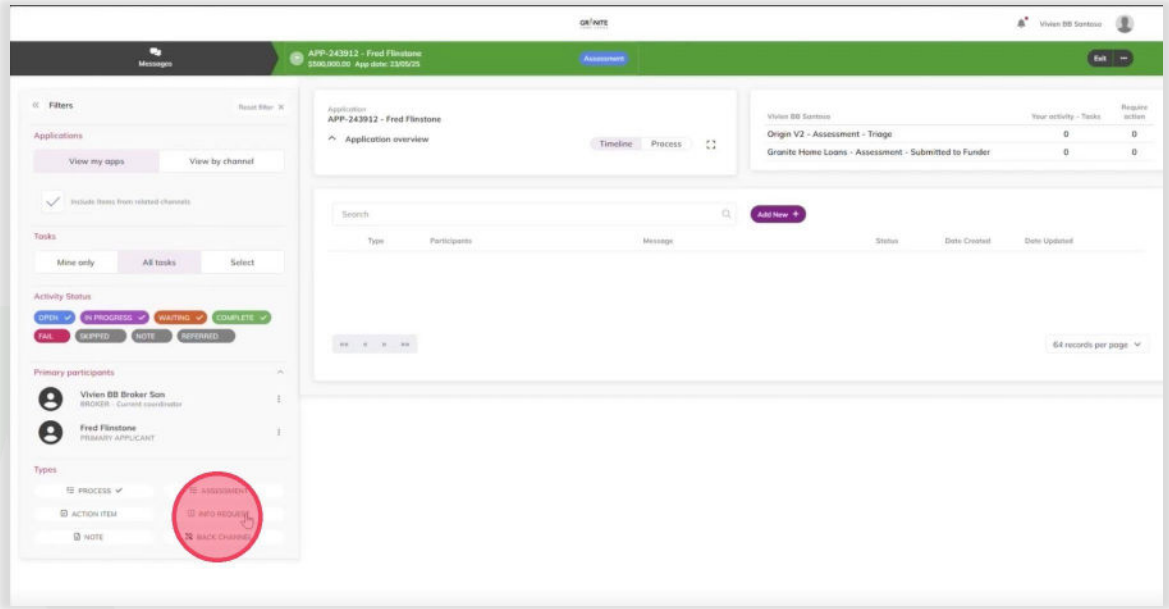 GRANITE
Vivien BB Santoso
Messages
APP-243912 - Fred Flinstone
$500,000.00 App date: 23/05/25
Assessment
Exit
Filters
Reset filter ×
Applications
View my apps
View by channel
Include items from related channels
Tasks
Mine only
All tasks
Select
Activity Status
OPEN
IN PROGRESS
WAITING
COMPLETE
FAIL
SKIPPED
NOTE
REFERRED
Primary participants
Vivien BB Broker San
BROKER - Current coordinator
Fred Flinstone
PRIMARY APPLICANT
Types
PROCESS
ASSESSMENT
ACTION ITEM
INFO REQUEST
NOTE
BACK CHANNEL
Application
APP-243912 - Fred Flinstone
Application overview
Timeline
Process
Vivien BB Santoso
Your activity - Tasks
Require action
Origin V2 - Assessment - Triage
0
0
Granite Home Loans - Assessment - Submitted to Funder
0
0
Search
Add New +
Type
Participants
Message
Status
Date Created
Date Updated
64 records per page